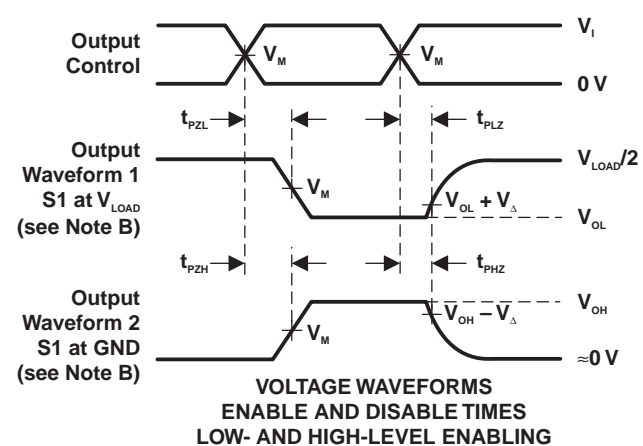 Output
Control
V_M
V_M
V_I
0 V
t_PZL
t_PLZ
Output
Waveform 1
S1 at V_LOAD
(see Note B)
V_M
V_OL + V_Δ
V_LOAD/2
V_OL
t_PZH
t_PHZ
Output
Waveform 2
S1 at GND
(see Note B)
V_M
V_OH – V_Δ
V_OH
≈0 V
VOLTAGE WAVEFORMS
ENABLE AND DISABLE TIMES
LOW- AND HIGH-LEVEL ENABLING